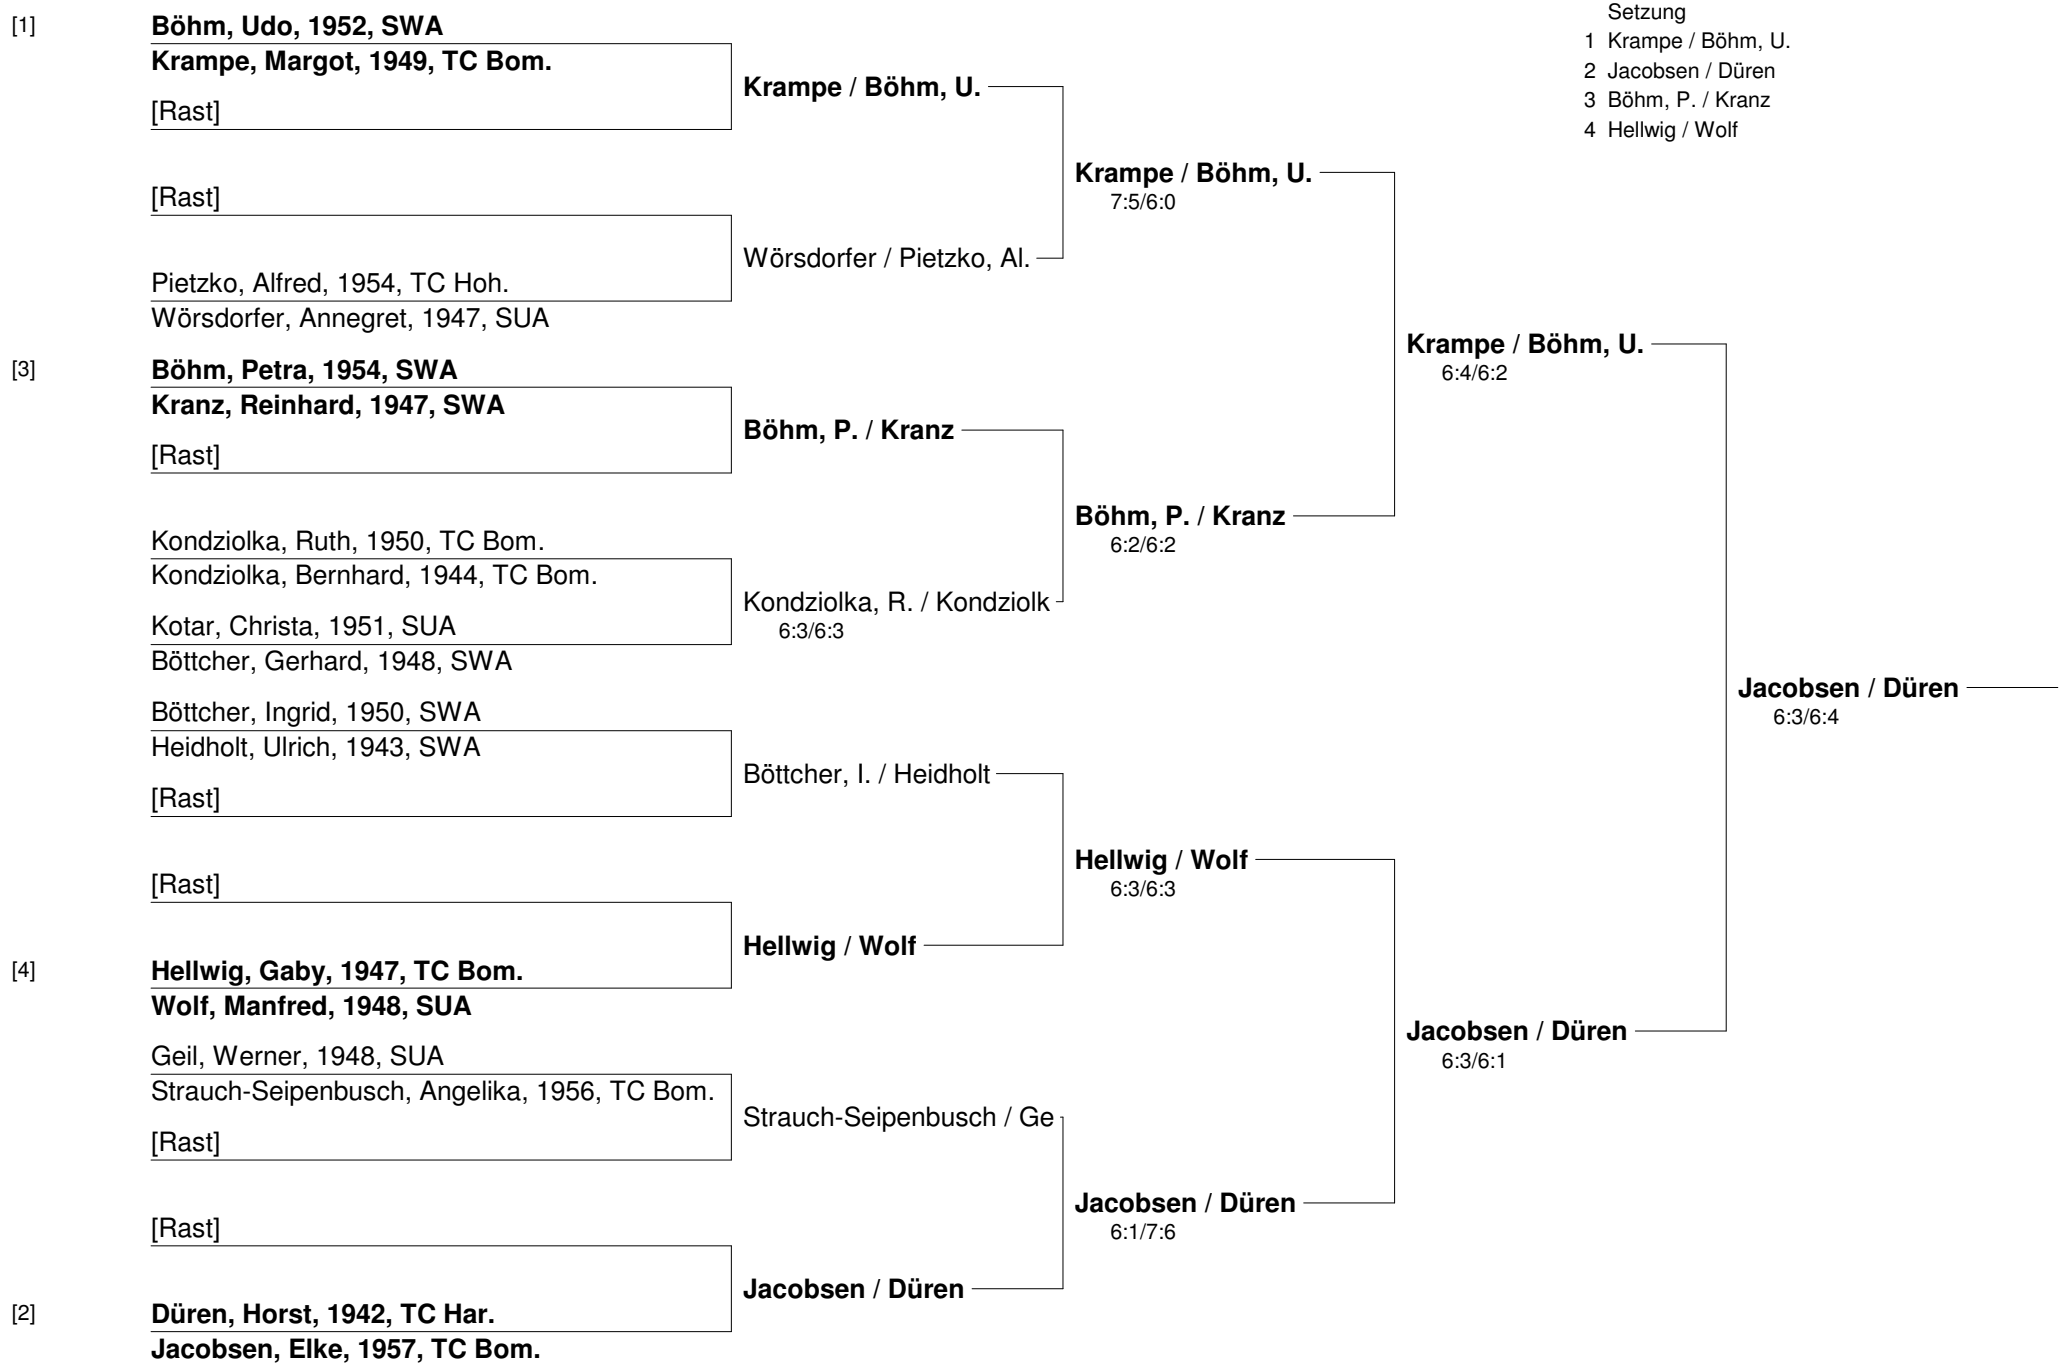 [1]
Böhm, Udo, 1952, SWA
Krampe, Margot, 1949, TC Bom.
[Rast]
Krampe / Böhm, U.
[Rast]
Pietzko, Alfred, 1954, TC Hoh.
Wörsdorfer, Annegret, 1947, SUA
Wörsdorfer / Pietzko, Al.
Krampe / Böhm, U.
7:5/6:0
[3]
Böhm, Petra, 1954, SWA
Kranz, Reinhard, 1947, SWA
[Rast]
Böhm, P. / Kranz
Kondziolka, Ruth, 1950, TC Bom.
Kondziolka, Bernhard, 1944, TC Bom.
Kotar, Christa, 1951, SUA
Böttcher, Gerhard, 1948, SWA
Kondziolka, R. / Kondziolk
6:3/6:3
Böhm, P. / Kranz
6:2/6:2
Krampe / Böhm, U.
6:4/6:2
Böttcher, Ingrid, 1950, SWA
Heidholt, Ulrich, 1943, SWA
[Rast]
Böttcher, I. / Heidholt
[Rast]
[4]
Hellwig, Gaby, 1947, TC Bom.
Wolf, Manfred, 1948, SUA
Hellwig / Wolf
Hellwig / Wolf
6:3/6:3
Geil, Werner, 1948, SUA
Strauch-Seipenbusch, Angelika, 1956, TC Bom.
[Rast]
Strauch-Seipenbusch / Ge
[Rast]
[2]
Düren, Horst, 1942, TC Har.
Jacobsen, Elke, 1957, TC Bom.
Jacobsen / Düren
Jacobsen / Düren
6:1/7:6
Jacobsen / Düren
6:3/6:1
Jacobsen / Düren
6:3/6:4
Setzung
1 Krampe / Böhm, U.
2 Jacobsen / Düren
3 Böhm, P. / Kranz
4 Hellwig / Wolf